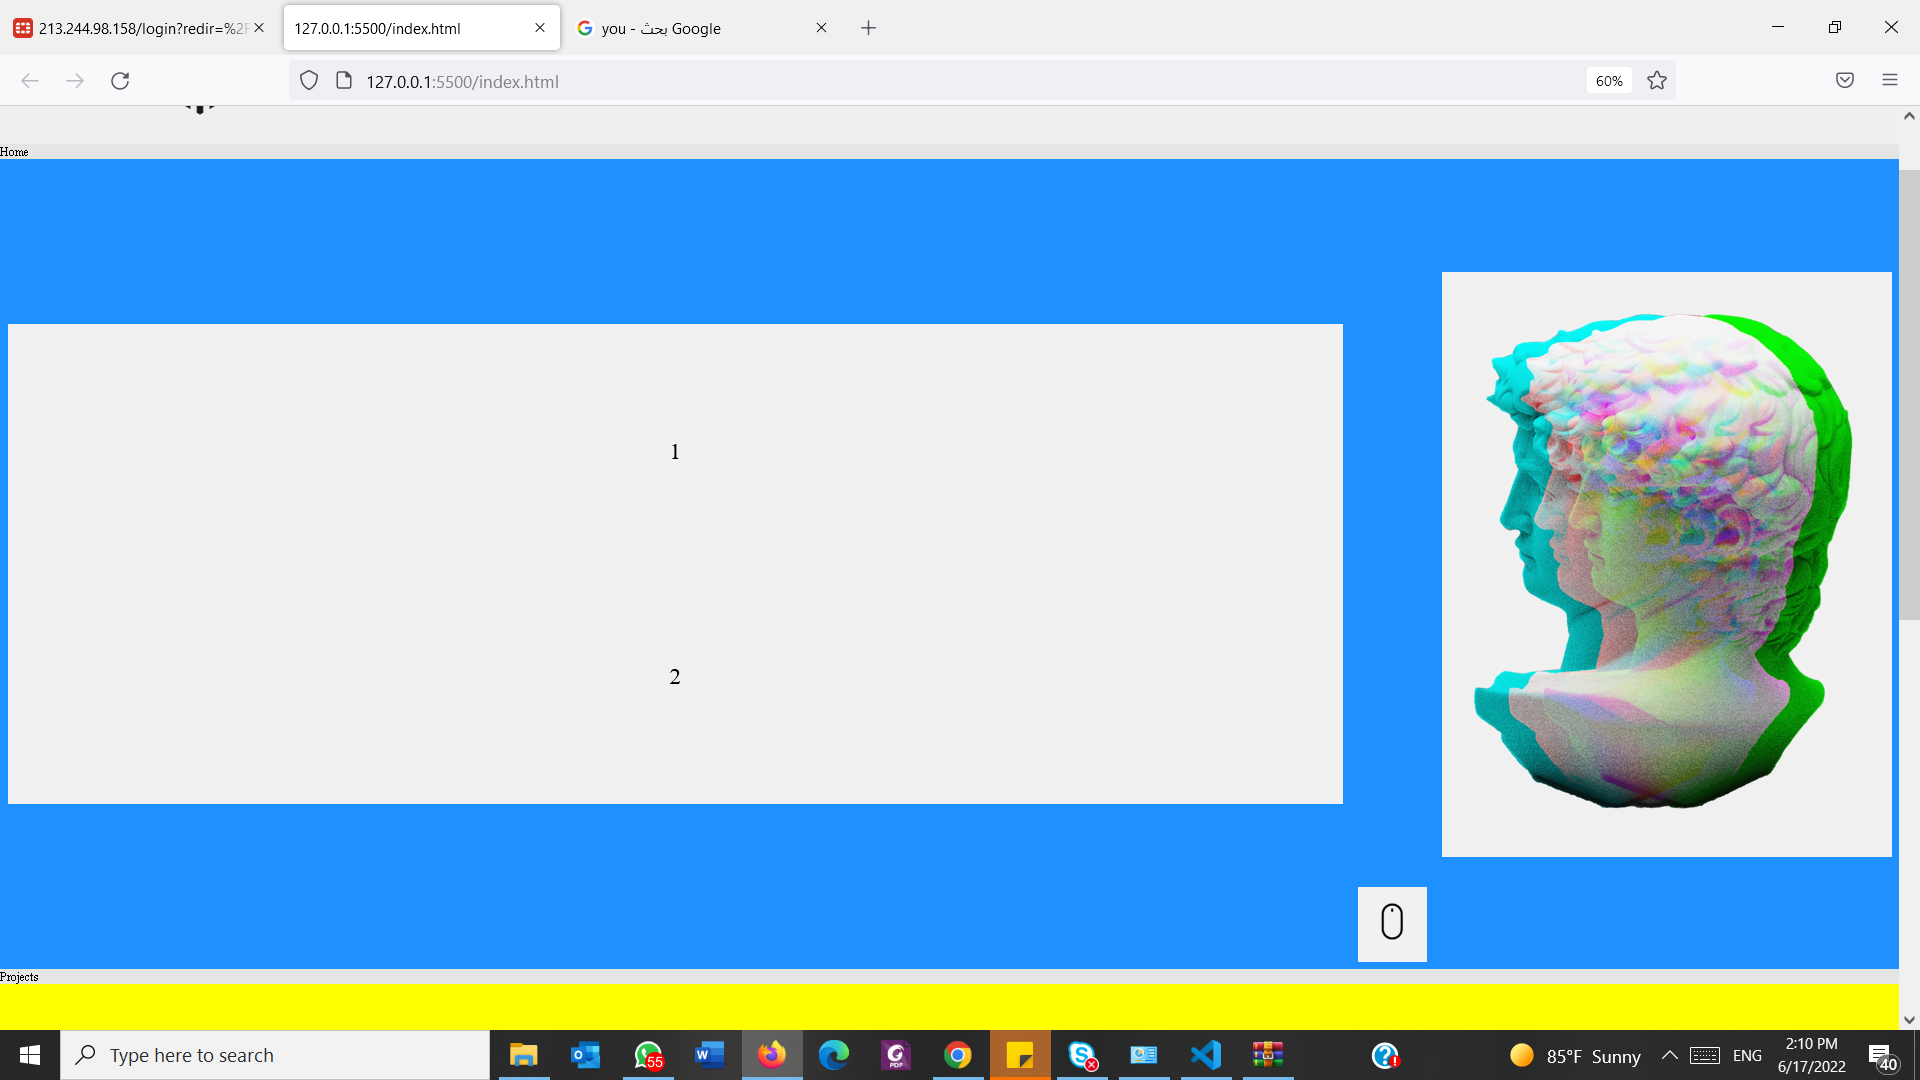 213.244.98.158/login?redir=%2F
127.0.0.1:5500/index.html
you - بحث Google
127.0.0.1:5500/index.html
60%
Home
1
2
Projects
Type here to search
55
PDF
85°F Sunny
ENG
2:10 PM
6/17/2022
40